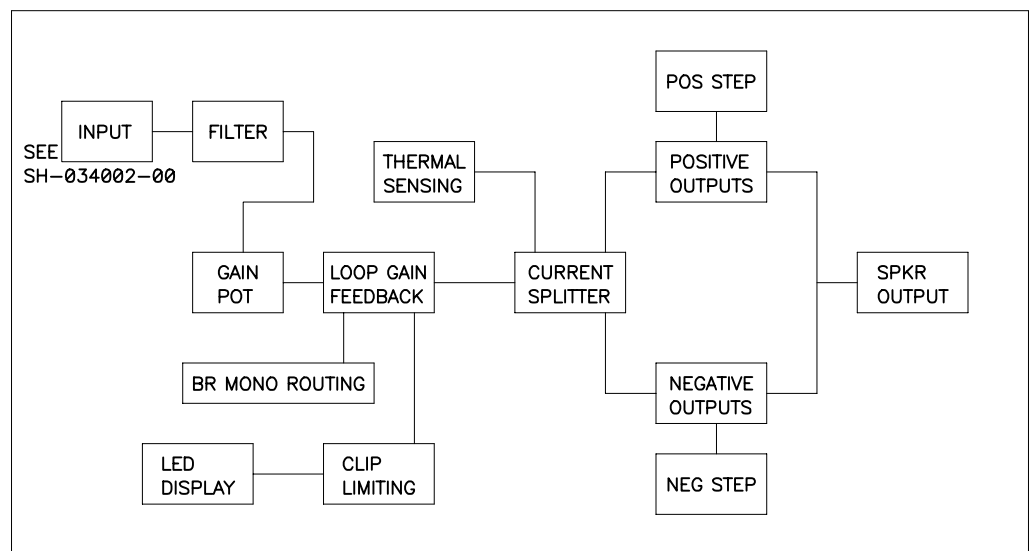 POS STEP
INPUT
FILTER
SEE
SH-034002-00
THERMAL
SENSING
POSITIVE
OUTPUTS
GAIN
POT
LOOP GAIN
FEEDBACK
CURRENT
SPLITTER
SPKR
OUTPUT
BR MONO ROUTING
NEGATIVE
OUTPUTS
LED
DISPLAY
CLIP
LIMITING
NEG STEP